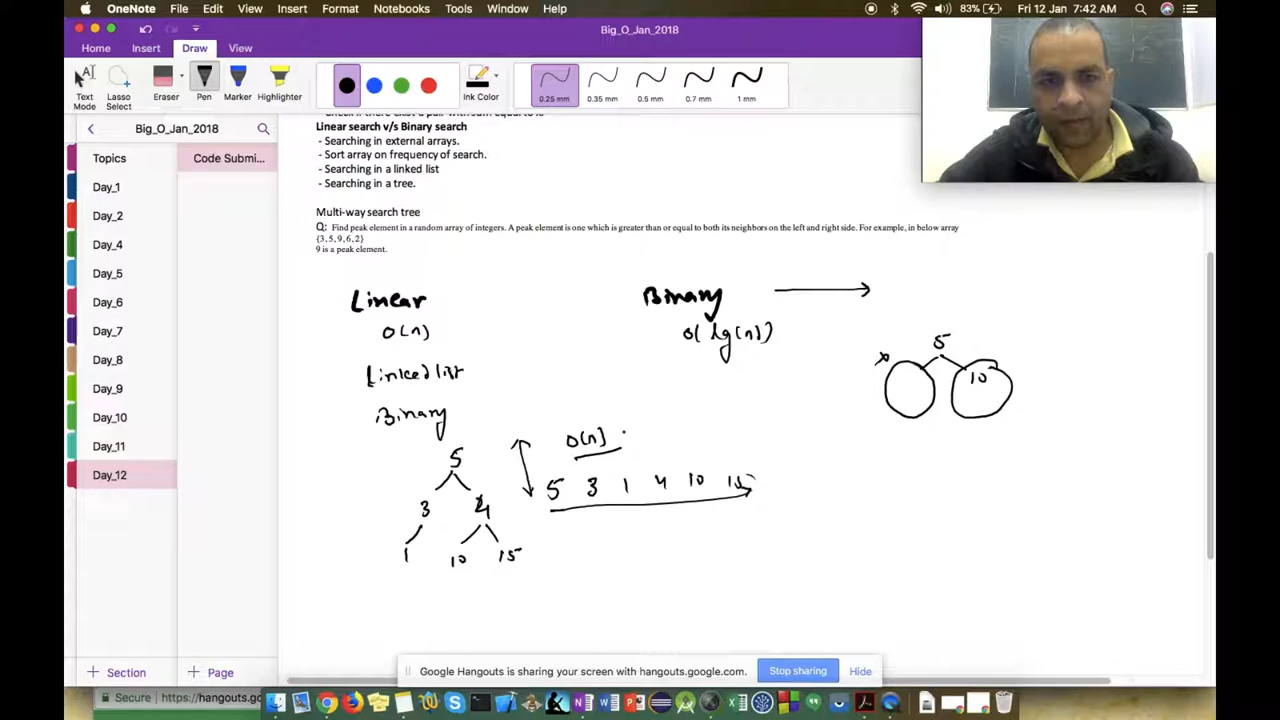 OneNote File Edit View Insert Format Notebooks Tools Window Help 83% Fri 12 Jan 7:42 AM
Big_O_Jan_2018
Home Insert Draw View
Text Mode
Lasso Select
Eraser
Pen
Marker
Highlighter
Ink Color
0.25 mm 0.35 mm 0.5 mm 0.7 mm 1 mm
Big_O_Jan_2018
Topics
Day_1
Day_2
Day_4
Day_5
Day_6
Day_7
Day_8
Day_9
Day_10
Day_11
Day_12
Code Submi...
Linear search v/s Binary search
- Searching in external arrays.
- Sort array on frequency of search.
- Searching in a linked list
- Searching in a tree.
Multi-way search tree
Q: Find peak element in a random array of integers. A peak element is one which is greater than or equal to both its neighbors on the left and right side. For example, in below array
{3,5,9,6,2}
9 is a peak element.
Linear Binary
O(n) O(lg(n))
Linked list
Binary
5
10
5
3 4
1 10 15
O(n)
5 3 1 4 10 15
+ Section + Page
Google Hangouts is sharing your screen with hangouts.google.com. Stop sharing Hide
Secure https://hangouts.go